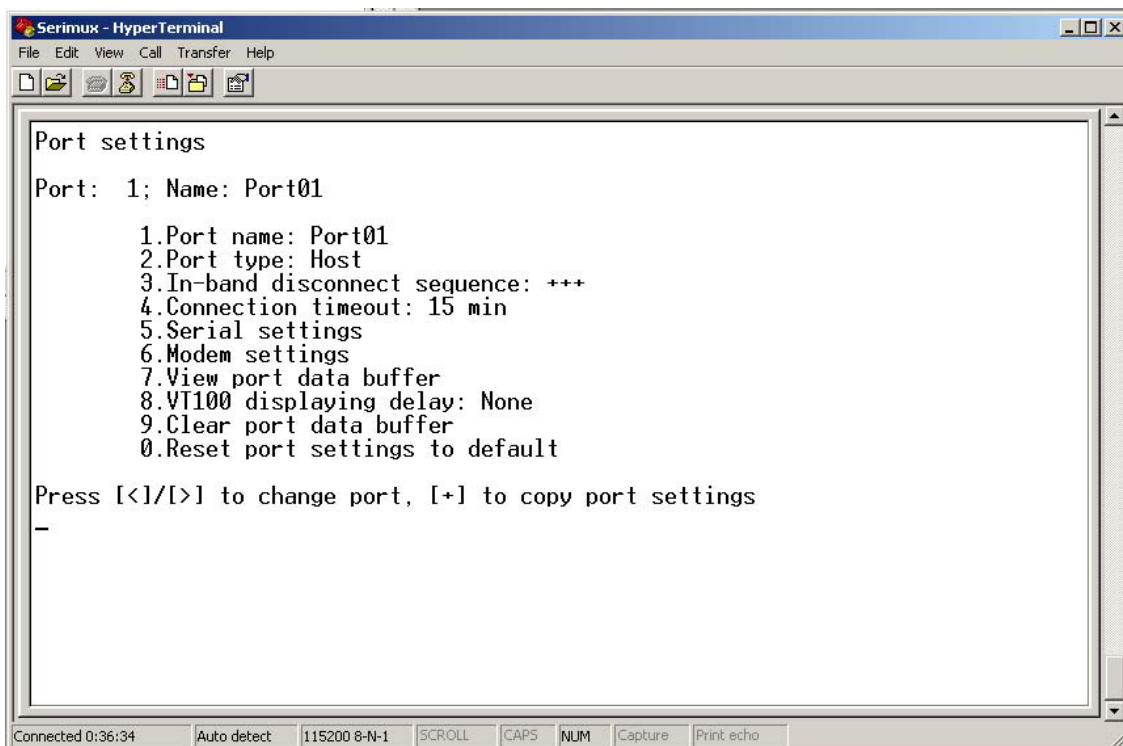 Serimux - HyperTerminal
File Edit View Call Transfer Help
Port settings
Port: 1; Name: Port01
1.Port name: Port01
2.Port type: Host
3.In-band disconnect sequence: +++
4.Connection timeout: 15 min
5.Serial settings
6.Modem settings
7.View port data buffer
8.VT100 displaying delay: None
9.Clear port data buffer
0.Reset port settings to default
Press [<]/[>] to change port, [+] to copy port settings
Connected 0:36:34 Auto detect 115200 8-N-1 SCROLL CAPS NUM Capture Print echo